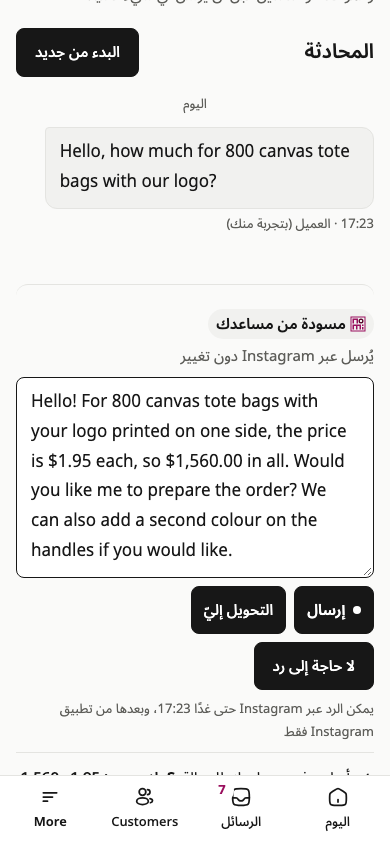 المحادثة
البدء من جديد
اليوم
Hello, how much for 800 canvas tote
bags with our logo?
17:23 · العميل (بتجربة منك)
مسودة من مساعدك
يُرسل عبر Instagram دون تغيير
Hello! For 800 canvas tote bags with
your logo printed on one side, the price
is $1.95 each, so $1,560.00 in all. Would
you like me to prepare the order? We
can also add a second colour on the
handles if you would like.
إرسال
التحويل إليّ
لا حاجة إلى رد
يمكن الرد عبر Instagram حتى غدًا 17:23، وبعدها من تطبيق
Instagram فقط
7
اليوم
الرسائل
Customers
More